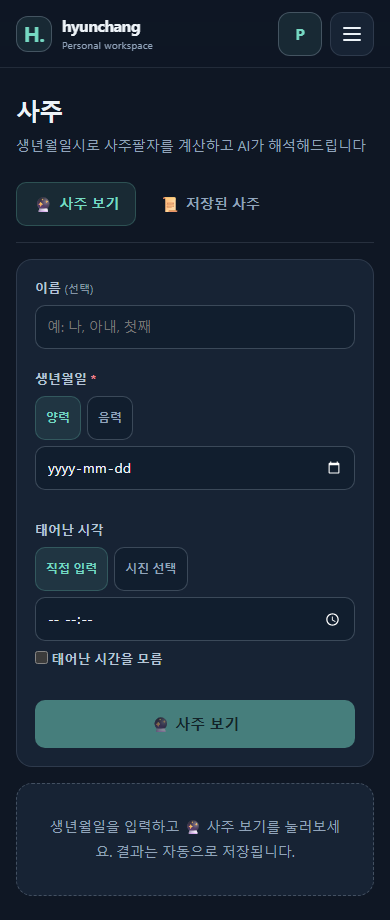 H. hyunchang
Personal workspace
P
사주
생년월일시로 사주팔자를 계산하고 AI가 해석해드립니다
🔮 사주 보기 📜 저장된 사주
이름 (선택)
예: 나, 아내, 첫째
생년월일 *
양력 음력
yyyy-mm-dd
태어난 시각
직접 입력 시진 선택
-- --:--
태어난 시간을 모름
🔮 사주 보기
생년월일을 입력하고 🔮 사주 보기를 눌러보세
요. 결과는 자동으로 저장됩니다.